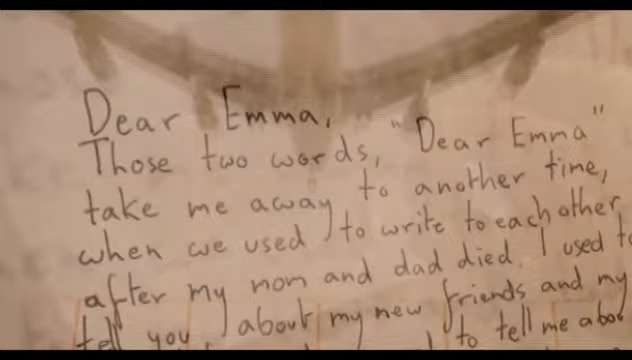 Dear Emma,
Those two words, "Dear Emma"
take me away to another time,
when we used to write to each other
after my mom and dad died. I used to
tell you about my new friends and my
to tell me about